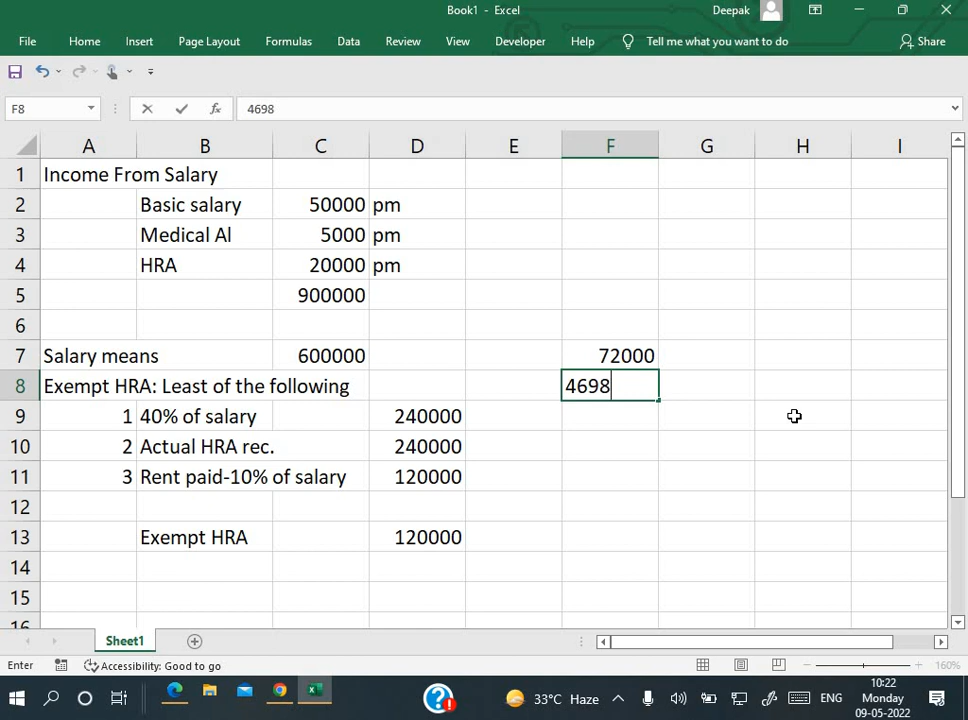 Book1 - Excel
Deepak
File Home Insert Page Layout Formulas Data Review View Developer Help Tell me what you want to do Share
F8 fx 4698
A B C D E F G H I
1 Income From Salary
2 Basic salary 50000 pm
3 Medical Al 5000 pm
4 HRA 20000 pm
5 900000
6
7 Salary means 600000 72000
8 Exempt HRA: Least of the following 4698
9 1 40% of salary 240000
10 2 Actual HRA rec. 240000
11 3 Rent paid-10% of salary 120000
12
13 Exempt HRA 120000
14
15
16
Sheet1
Enter Accessibility: Good to go 160%
33°C Haze ENG
10:22
Monday
09-05-2022